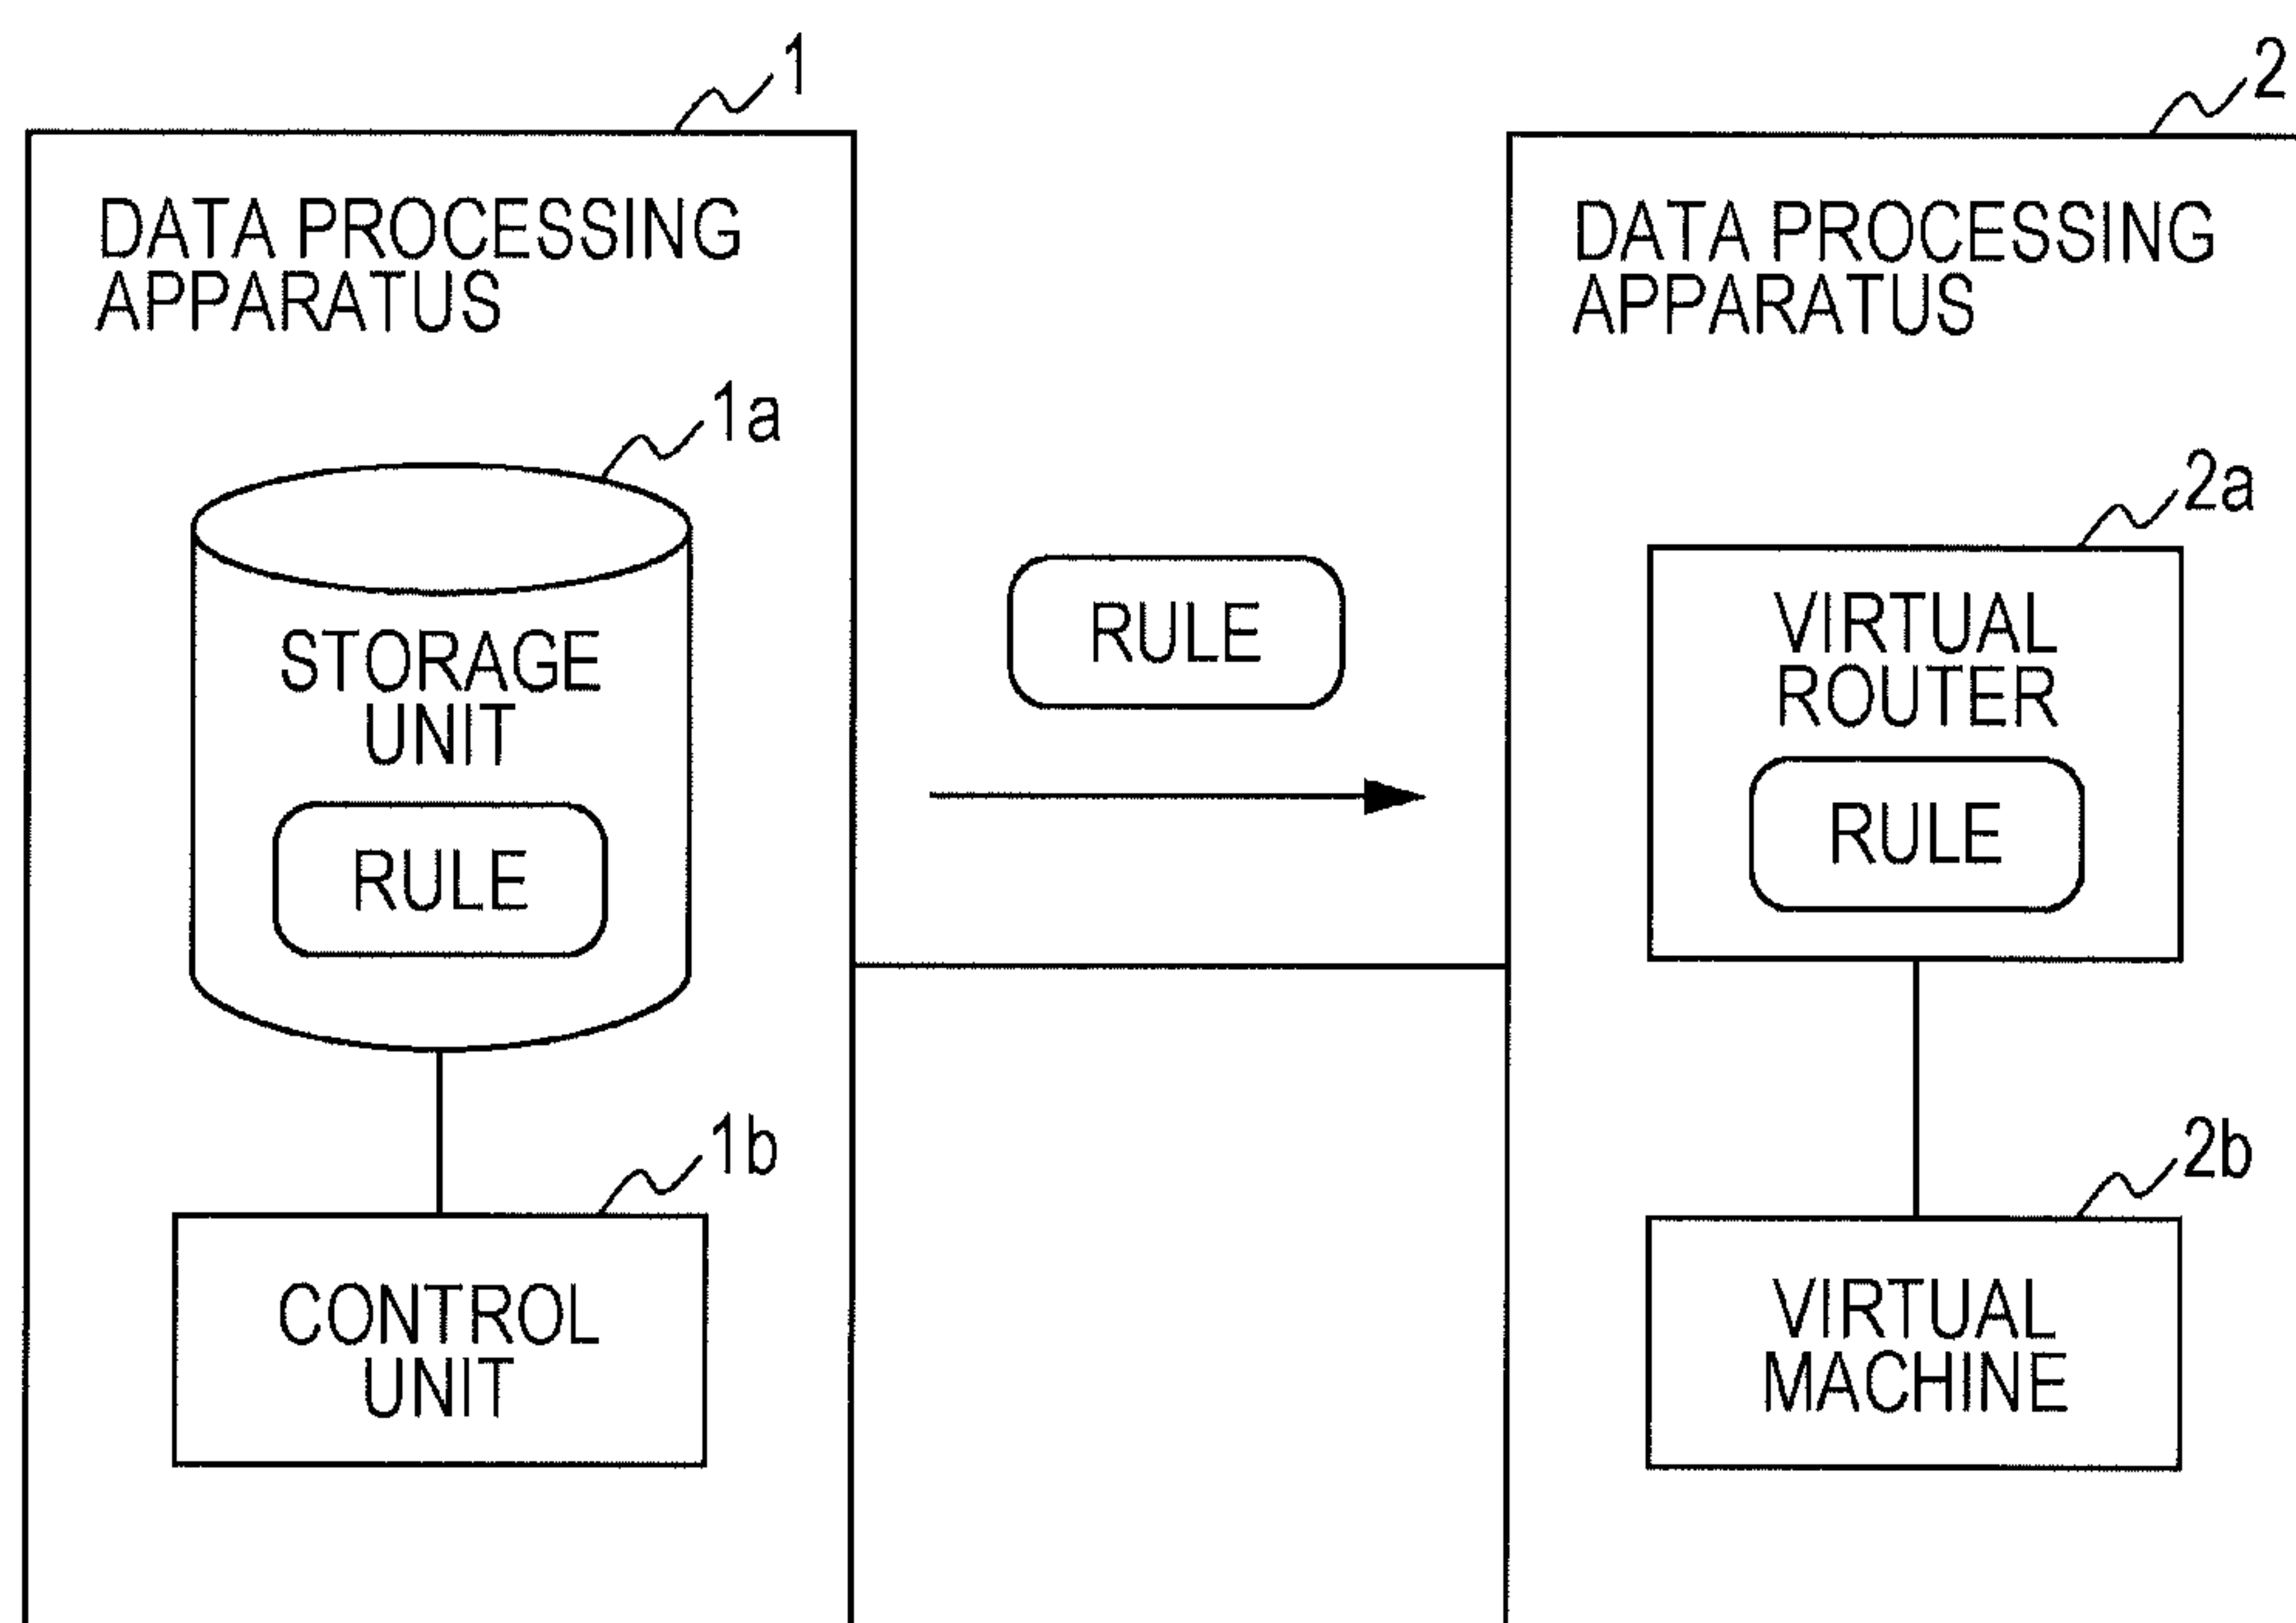 1
DATA PROCESSING
APPARATUS
1a
STORAGE
UNIT
RULE
1b
CONTROL
UNIT
RULE
2
DATA PROCESSING
APPARATUS
2a
VIRTUAL
ROUTER
RULE
2b
VIRTUAL
MACHINE